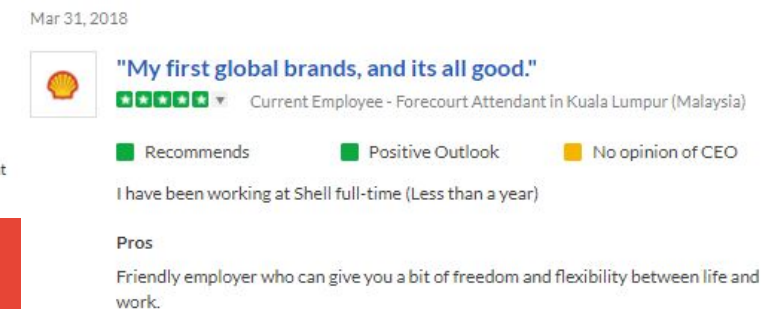 Mar 31, 2018
"My first global brands, and its all good."
Current Employee - Forecourt Attendant in Kuala Lumpur (Malaysia)
Recommends Positive Outlook No opinion of CEO
I have been working at Shell full-time (Less than a year)
Pros
Friendly employer who can give you a bit of freedom and flexibility between life and
work.